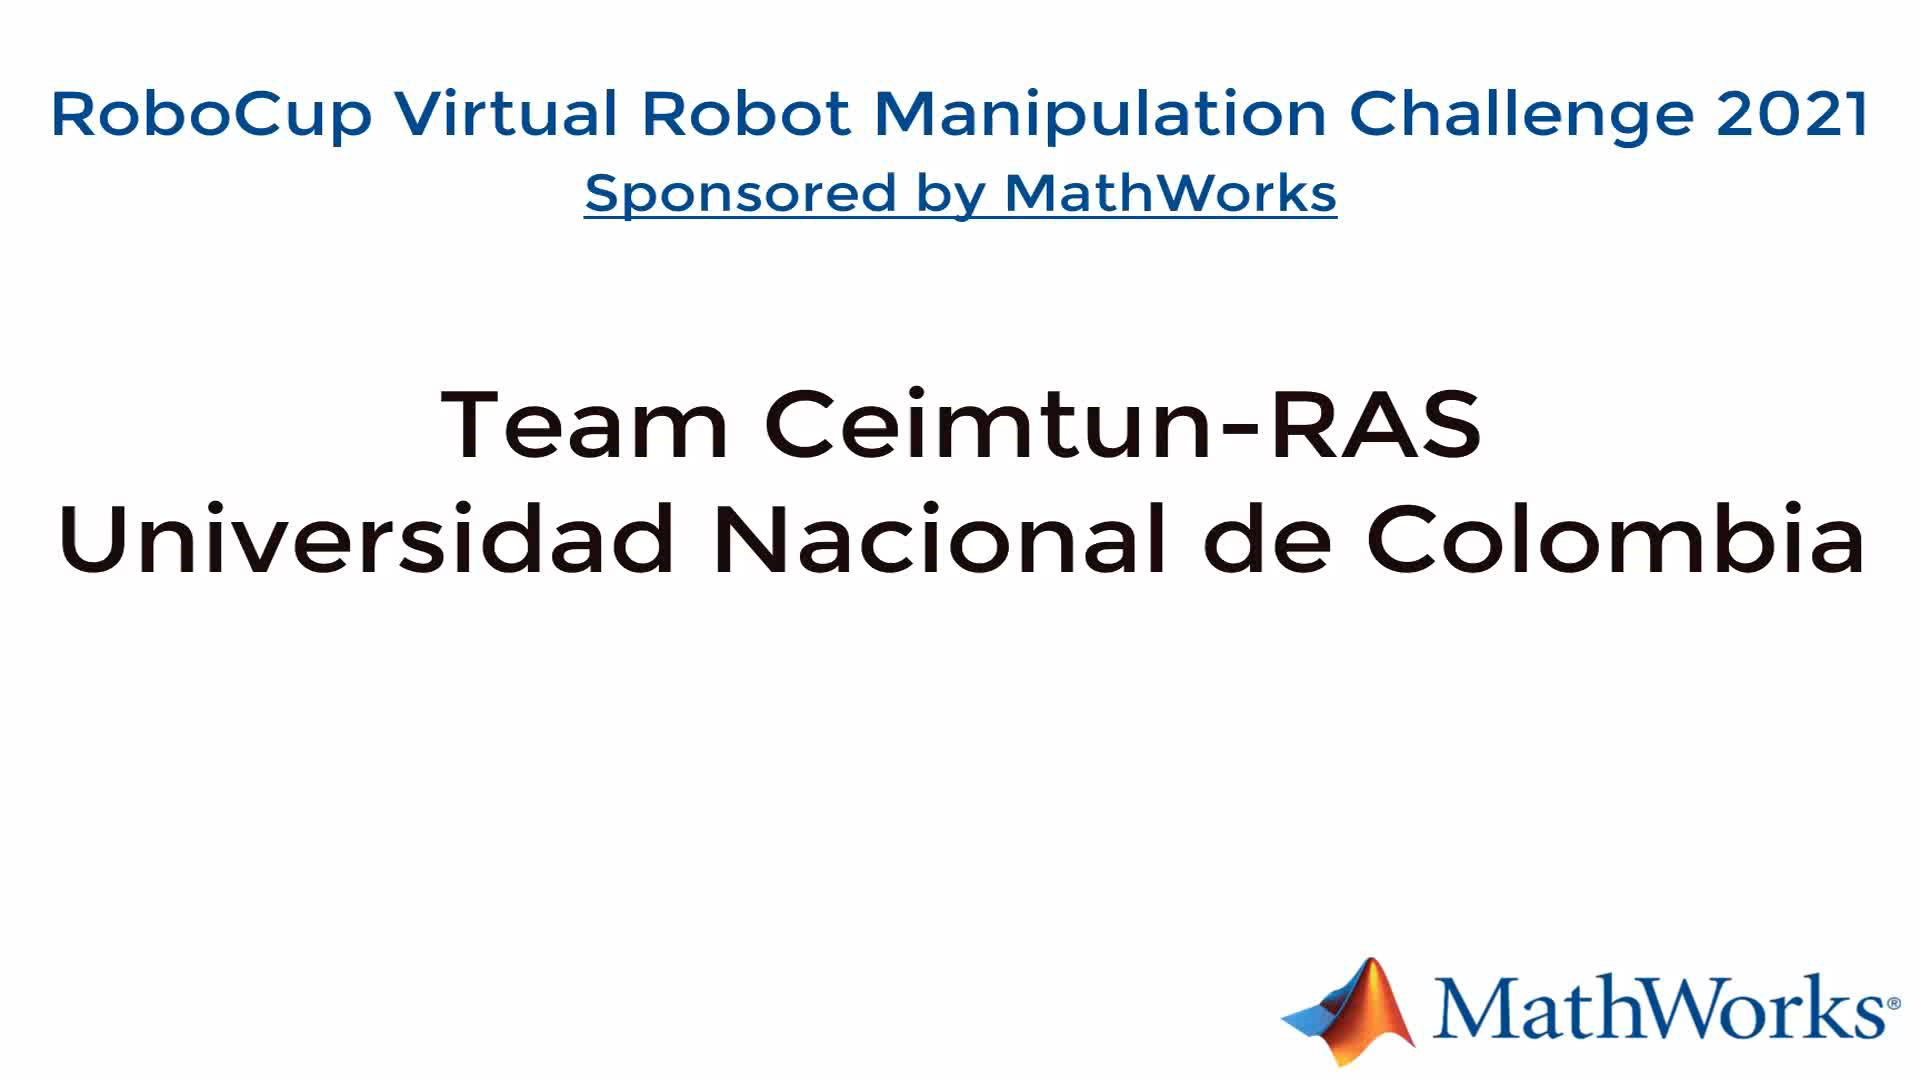 RoboCup Virtual Robot Manipulation Challenge 2021
Sponsored by MathWorks
Team Ceimtun-RAS
Universidad Nacional de Colombia
MathWorks®